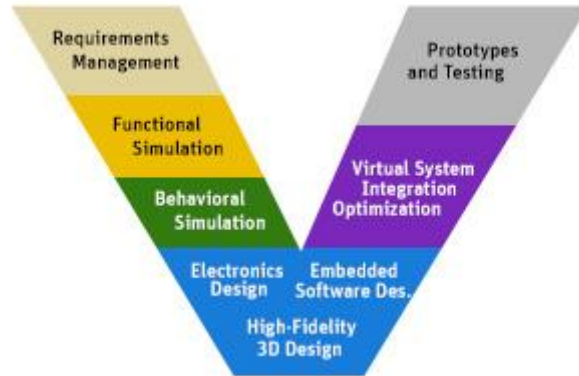 Requirements
Management
Functional
Simulation
Behavioral
Simulation
Electronics
Design
Embedded
Software Des.
High-Fidelity
3D Design
Virtual System
Integration
Optimization
Prototypes
and Testing